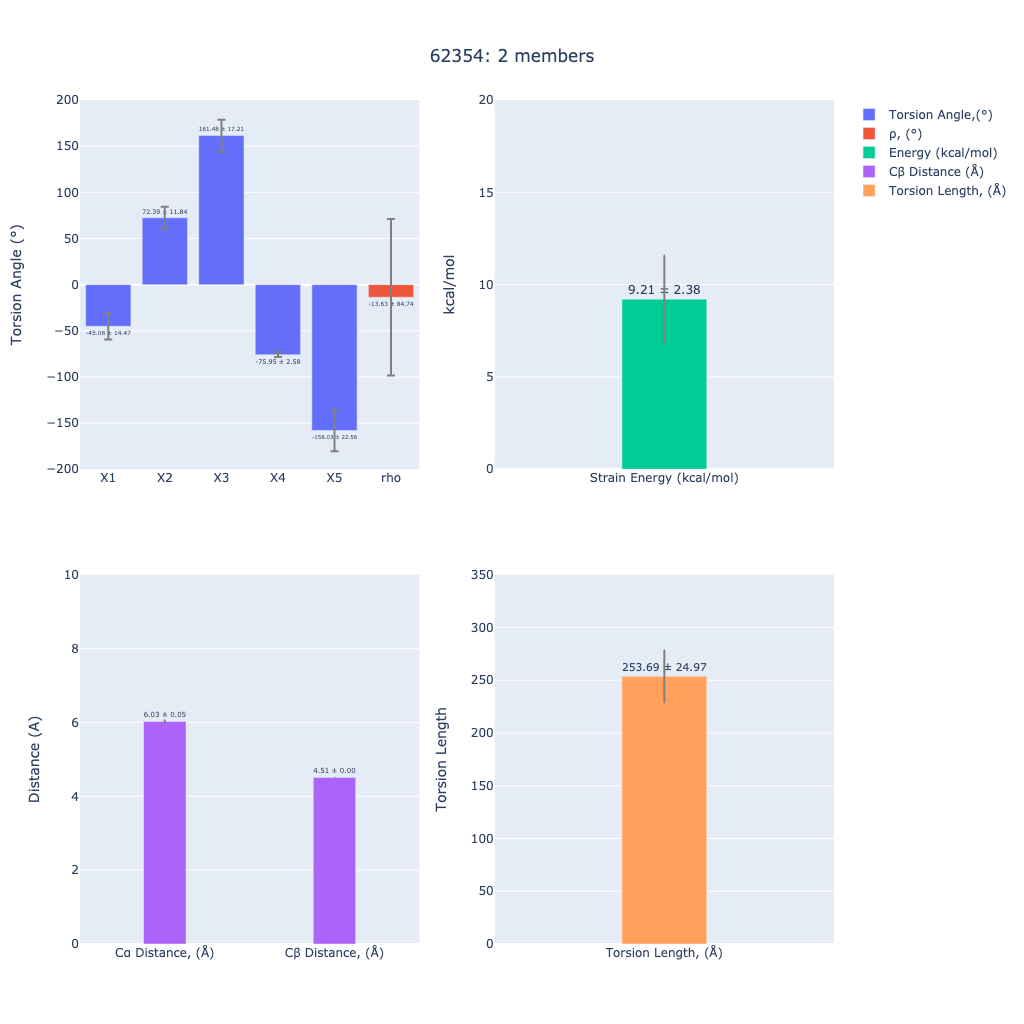 62354: 2 members
Torsion Angle (°)
200
150
100
50
0
−50
−100
−150
−200
-45.08 ± 14.47
72.39 ± 11.84
161.48 ± 17.21
-75.95 ± 2.58
-158.03 ± 22.56
-13.63 ± 84.74
X1 X2 X3 X4 X5 rho
kcal/mol
20
15
10
5
0
9.21 ± 2.38
Strain Energy (kcal/mol)
Torsion Angle,(°)
ρ, (°)
Energy (kcal/mol)
Cβ Distance (Å)
Torsion Length, (Å)
Distance (A)
10
8
6
4
2
0
6.03 ± 0.05
4.51 ± 0.00
Cα Distance, (Å) Cβ Distance, (Å)
Torsion Length
350
300
250
200
150
100
50
0
253.69 ± 24.97
Torsion Length, (Å)